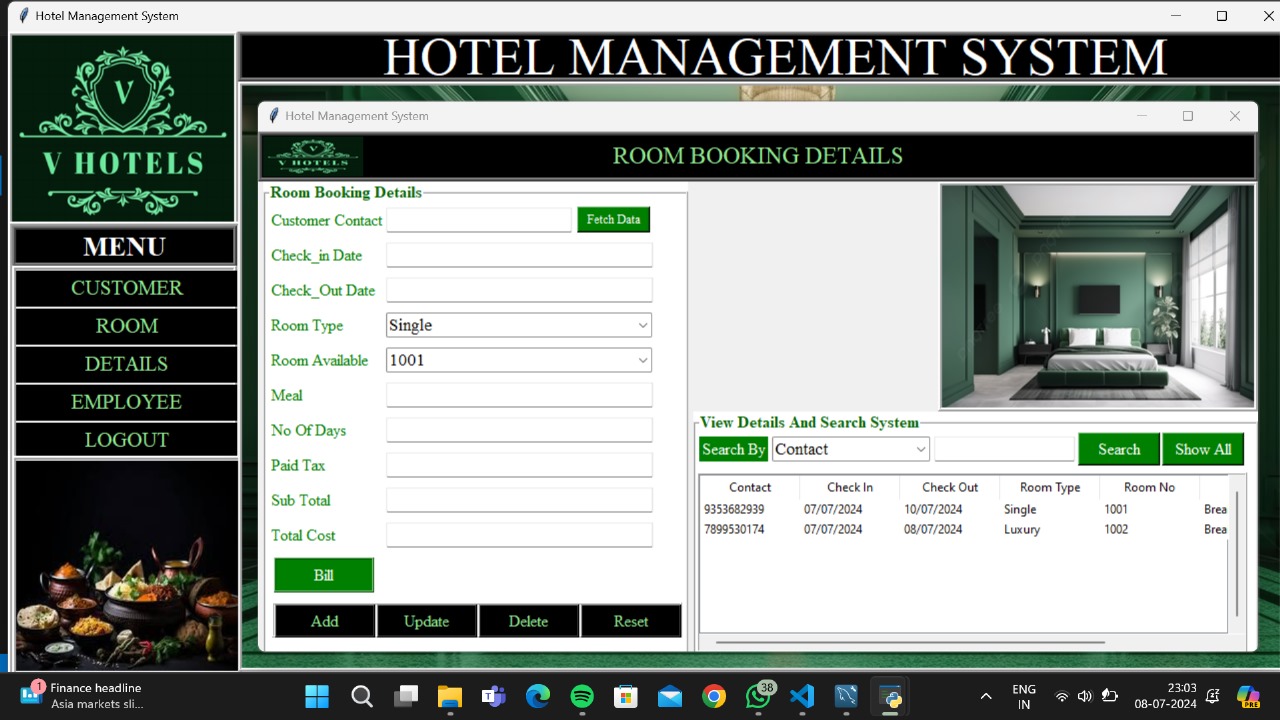 Hotel Management System
V
V HOTELS
HOTEL MANAGEMENT SYSTEM
MENU
CUSTOMER
ROOM
DETAILS
EMPLOYEE
LOGOUT
Hotel Management System
V HOTELS
ROOM BOOKING DETAILS
Room Booking Details
Customer Contact Fetch Data
Check_in Date
Check_Out Date
Room Type Single
Room Available 1001
Meal
No Of Days
Paid Tax
Sub Total
Total Cost
Bill
Add Update Delete Reset
View Details And Search System
Search By Contact Search Show All
Contact Check In Check Out Room Type Room No
9353682939 07/07/2024 10/07/2024 Single 1001 Brea
7899530174 07/07/2024 08/07/2024 Luxury 1002 Brea
1 Finance headline
Asia markets sli...
38
ENG
IN
23:03
08-07-2024
PRE